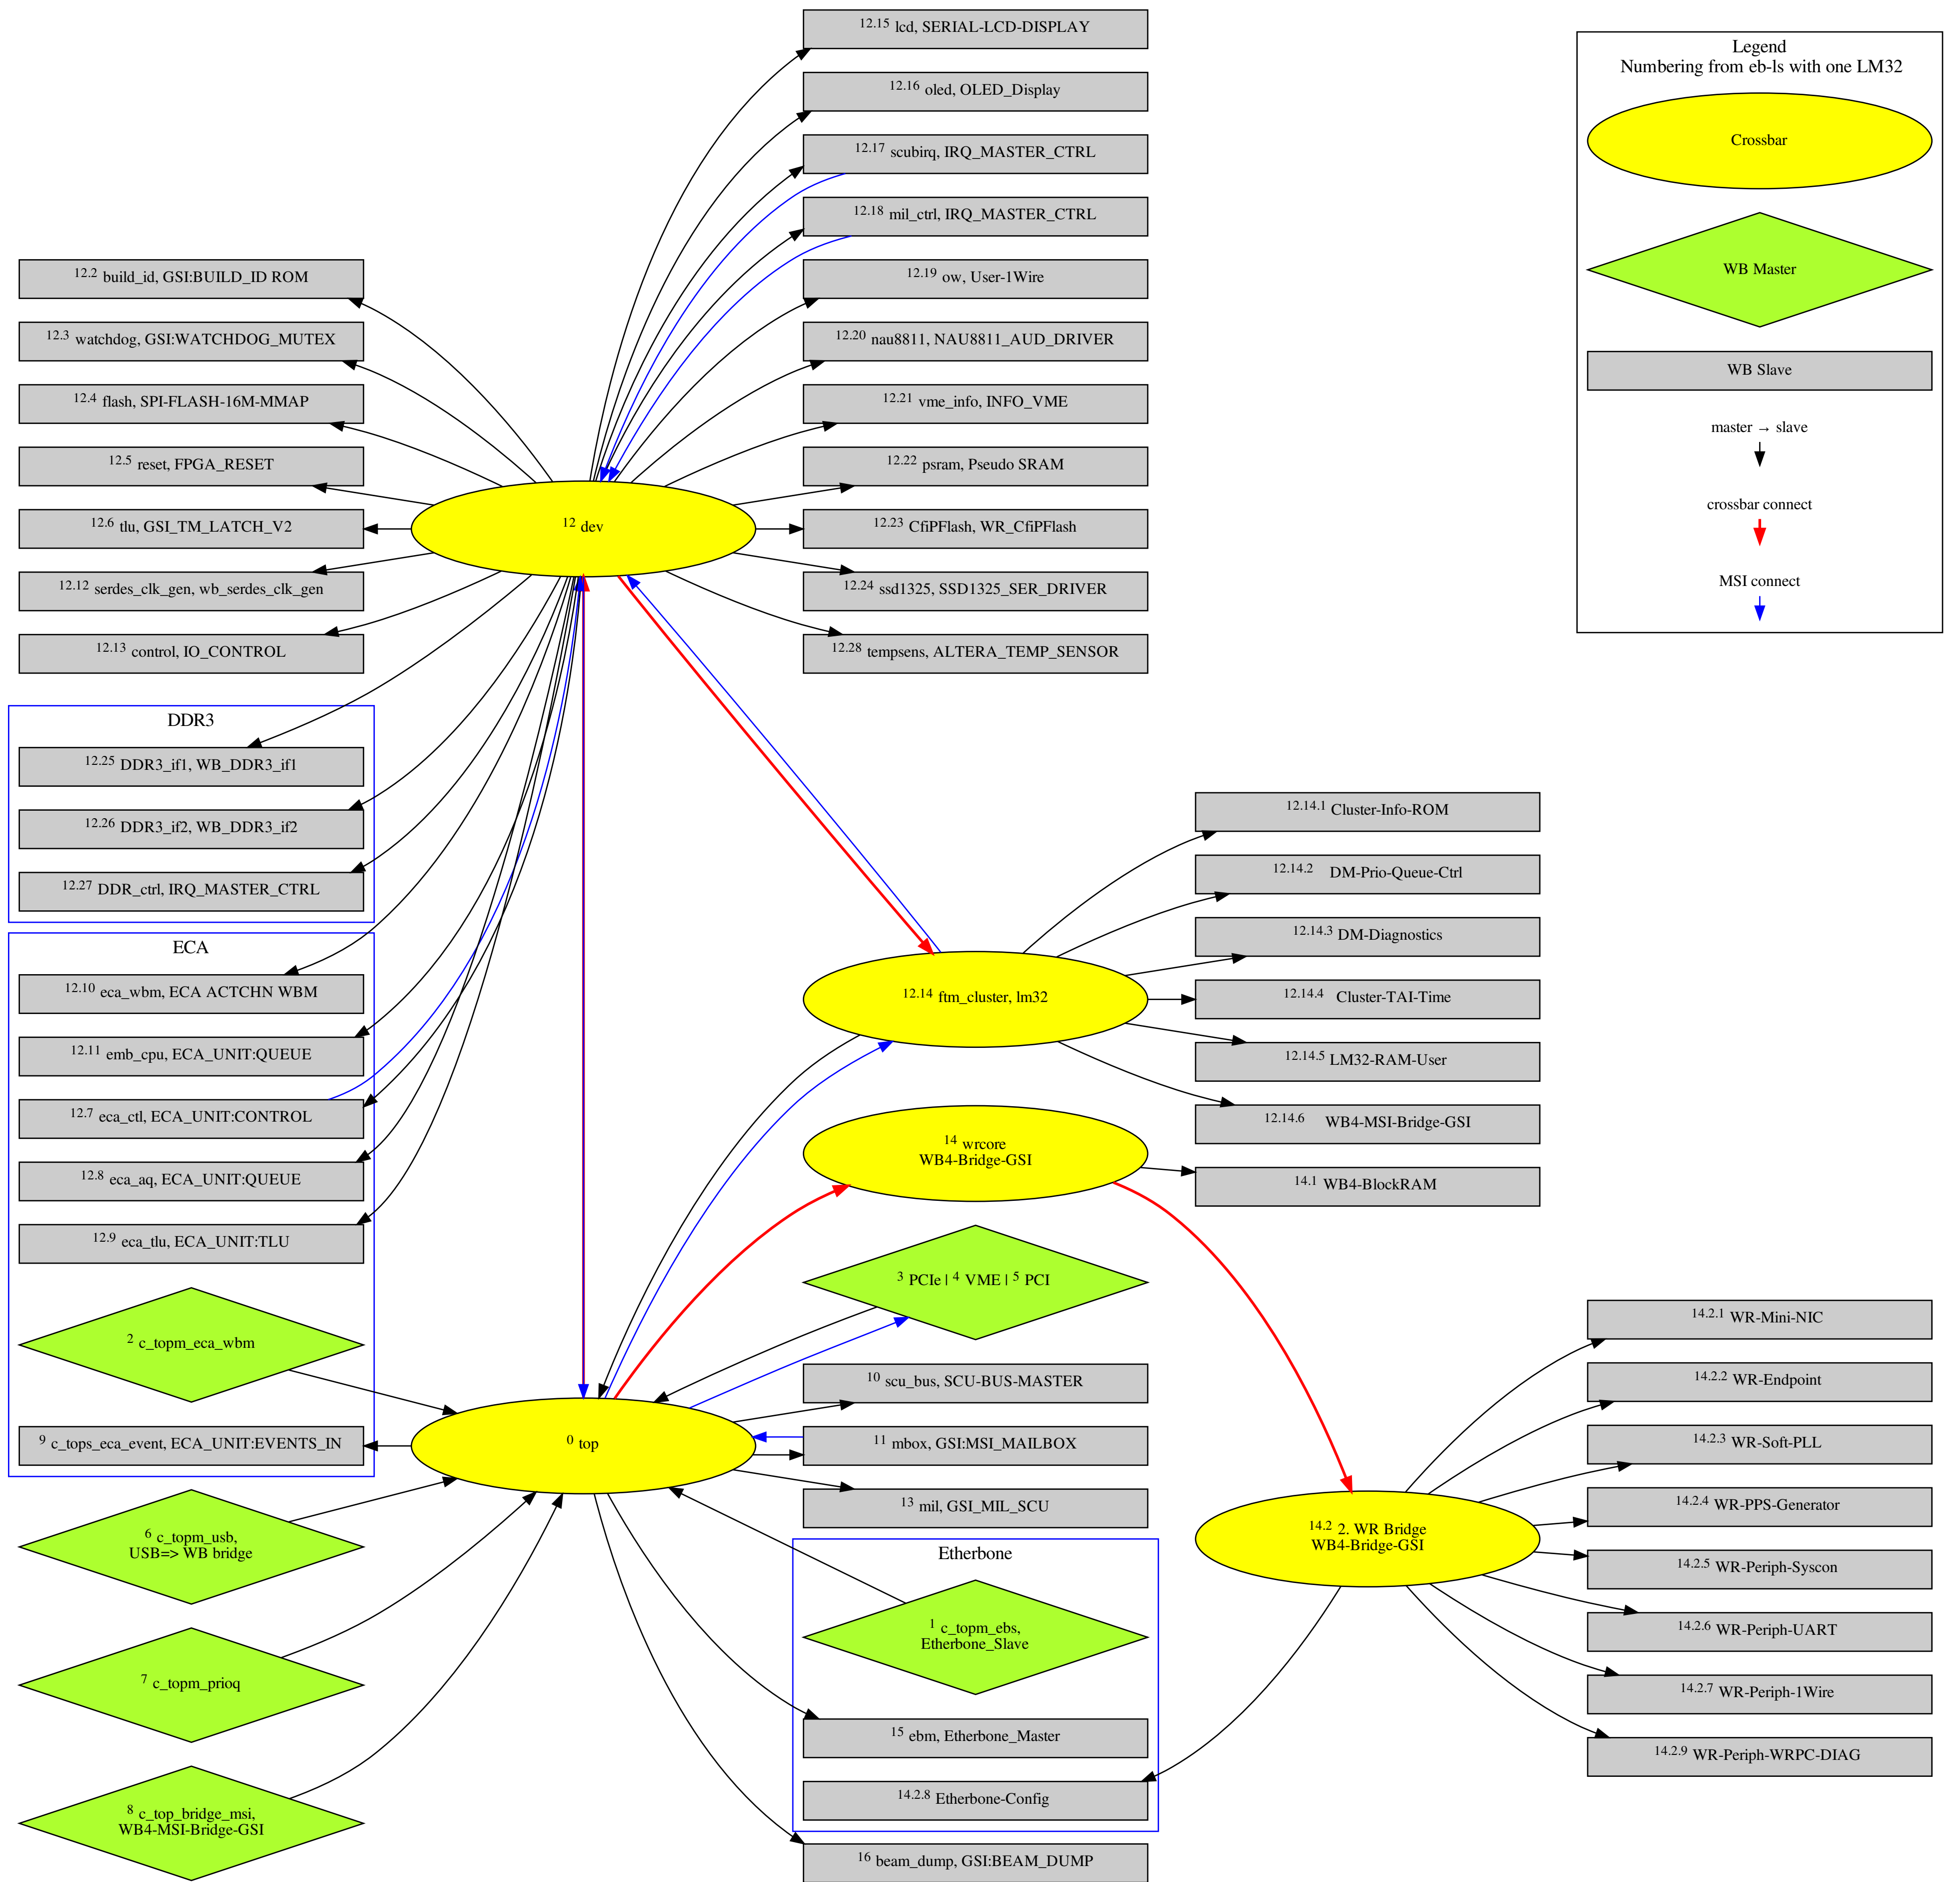 12.15 lcd, SERIAL-LCD-DISPLAY
12.16 oled, OLED_Display
12.17 scubirq, IRQ_MASTER_CTRL
12.18 mil_ctrl, IRQ_MASTER_CTRL
12.19 ow, User-1Wire
12.20 nau8811, NAU8811_AUD_DRIVER
12.21 vme_info, INFO_VME
12.22 psram, Pseudo SRAM
12.23 CfiPFlash, WR_CfiPFlash
12.24 ssd1325, SSD1325_SER_DRIVER
12.28 tempsens, ALTERA_TEMP_SENSOR
12.2 build_id, GSI:BUILD_ID ROM
12.3 watchdog, GSI:WATCHDOG_MUTEX
12.4 flash, SPI-FLASH-16M-MMAP
12.5 reset, FPGA_RESET
12.6 tlu, GSI_TM_LATCH_V2
12.12 serdes_clk_gen, wb_serdes_clk_gen
12.13 control, IO_CONTROL
12 dev
Legend
Numbering from eb-ls with one LM32
Crossbar
WB Master
WB Slave
master → slave
crossbar connect
MSI connect
DDR3
12.25 DDR3_if1, WB_DDR3_if1
12.26 DDR3_if2, WB_DDR3_if2
12.27 DDR_ctrl, IRQ_MASTER_CTRL
ECA
12.10 eca_wbm, ECA ACTCHN WBM
12.11 emb_cpu, ECA_UNIT:QUEUE
12.7 eca_ctl, ECA_UNIT:CONTROL
12.8 eca_aq, ECA_UNIT:QUEUE
12.9 eca_tlu, ECA_UNIT:TLU
2 c_topm_eca_wbm
9 c_tops_eca_event, ECA_UNIT:EVENTS_IN
6 c_topm_usb,
USB=> WB bridge
7 c_topm_prioq
8 c_top_bridge_msi,
WB4-MSI-Bridge-GSI
0 top
12.14 ftm_cluster, lm32
14 wrcore
WB4-Bridge-GSI
3 PCIe | 4 VME | 5 PCI
10 scu_bus, SCU-BUS-MASTER
11 mbox, GSI:MSI_MAILBOX
13 mil, GSI_MIL_SCU
Etherbone
1 c_topm_ebs,
Etherbone_Slave
15 ebm, Etherbone_Master
14.2.8 Etherbone-Config
16 beam_dump, GSI:BEAM_DUMP
12.14.1 Cluster-Info-ROM
12.14.2 DM-Prio-Queue-Ctrl
12.14.3 DM-Diagnostics
12.14.4 Cluster-TAI-Time
12.14.5 LM32-RAM-User
12.14.6 WB4-MSI-Bridge-GSI
14.1 WB4-BlockRAM
14.2 2. WR Bridge
WB4-Bridge-GSI
14.2.1 WR-Mini-NIC
14.2.2 WR-Endpoint
14.2.3 WR-Soft-PLL
14.2.4 WR-PPS-Generator
14.2.5 WR-Periph-Syscon
14.2.6 WR-Periph-UART
14.2.7 WR-Periph-1Wire
14.2.9 WR-Periph-WRPC-DIAG